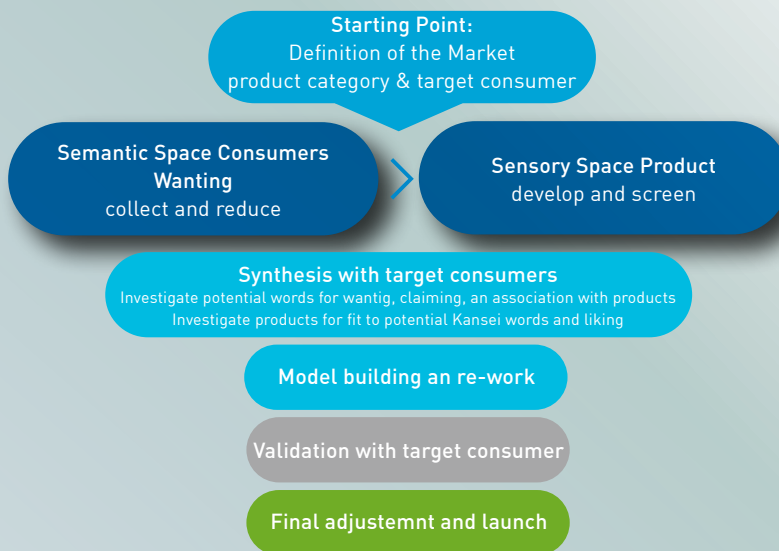 Starting Point:
Definition of the Market
product category & target consumer
Semantic Space Consumers
Wanting
collect and reduce
Sensory Space Product
develop and screen
Synthesis with target consumers
Investigate potential words for wantig, claiming, an association with products
Investigate products for fit to potential Kansei words and liking
Model building an re-work
Validation with target consumer
Final adjustemnt and launch